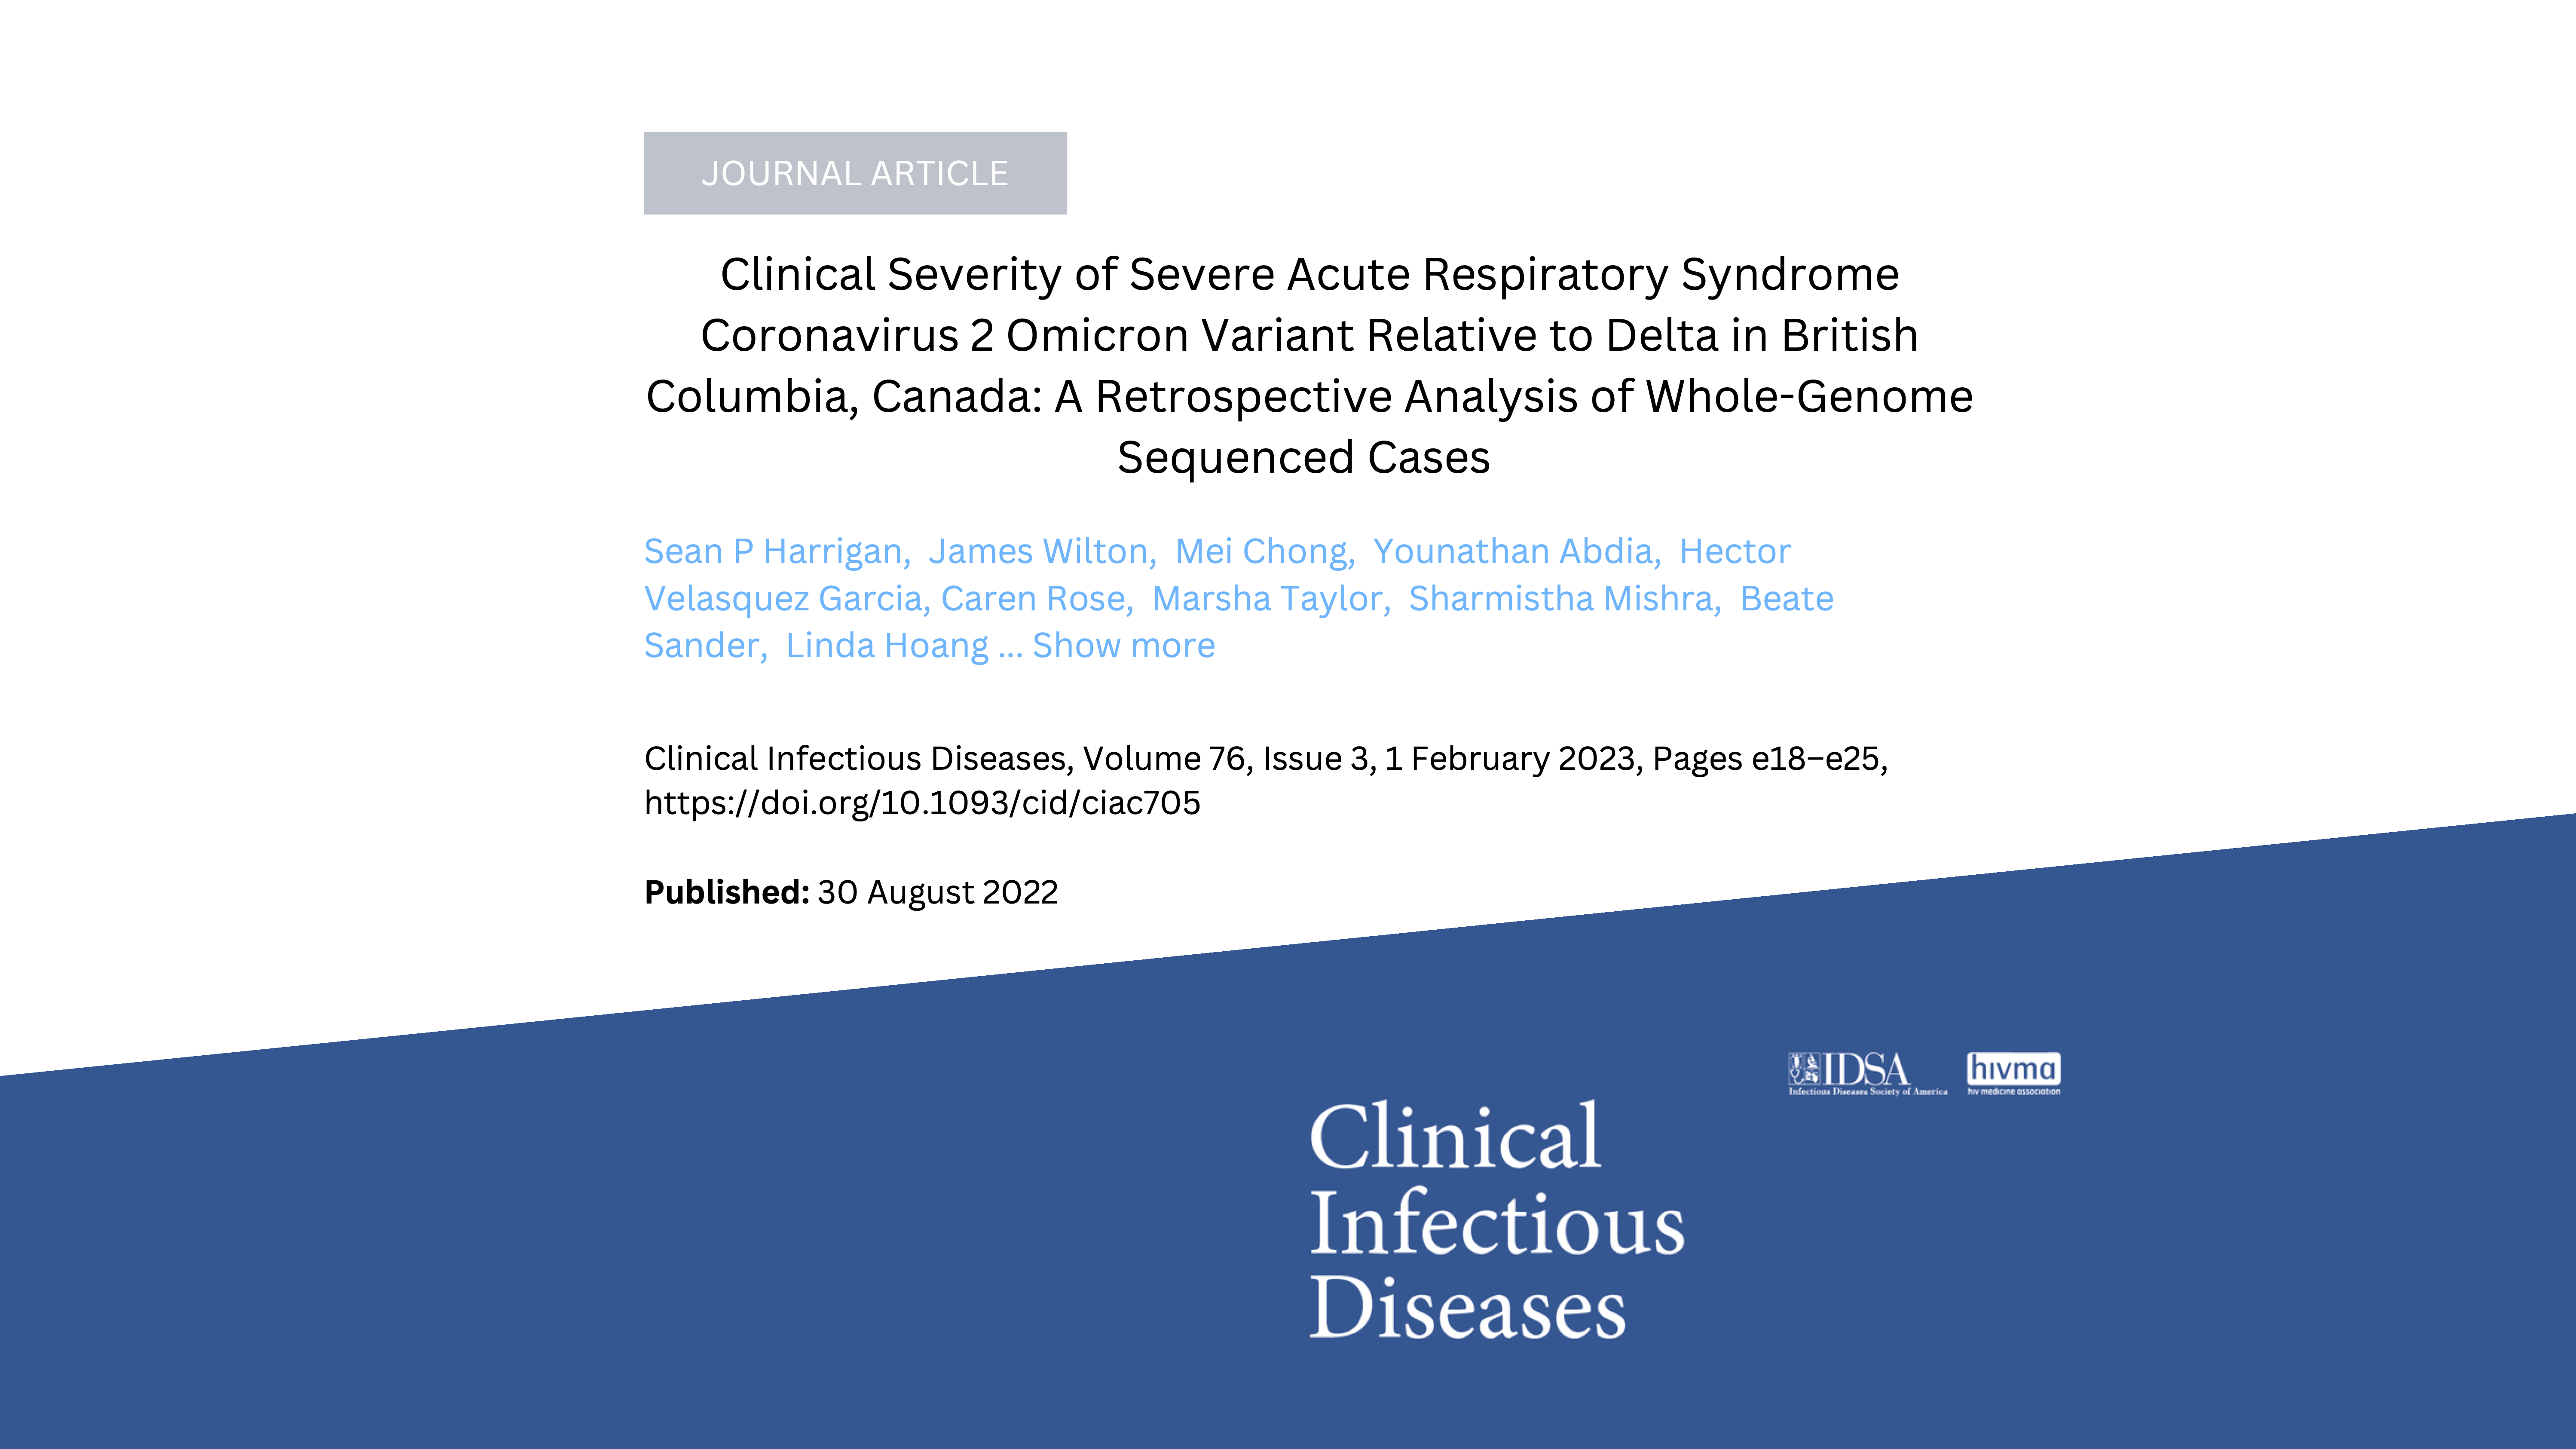 JOURNAL ARTICLE
Clinical Severity of Severe Acute Respiratory Syndrome
Coronavirus 2 Omicron Variant Relative to Delta in British
Columbia, Canada: A Retrospective Analysis of Whole-Genome
Sequenced Cases
Sean P Harrigan, James Wilton, Mei Chong, Younathan Abdia, Hector
Velasquez Garcia, Caren Rose, Marsha Taylor, Sharmistha Mishra, Beate
Sander, Linda Hoang ... Show more
Clinical Infectious Diseases, Volume 76, Issue 3, 1 February 2023, Pages e18–e25,
https://doi.org/10.1093/cid/ciac705
Published: 30 August 2022
IDSA
Infectious Diseases Society of America
hivma
hiv medicine association
Clinical
Infectious
Diseases